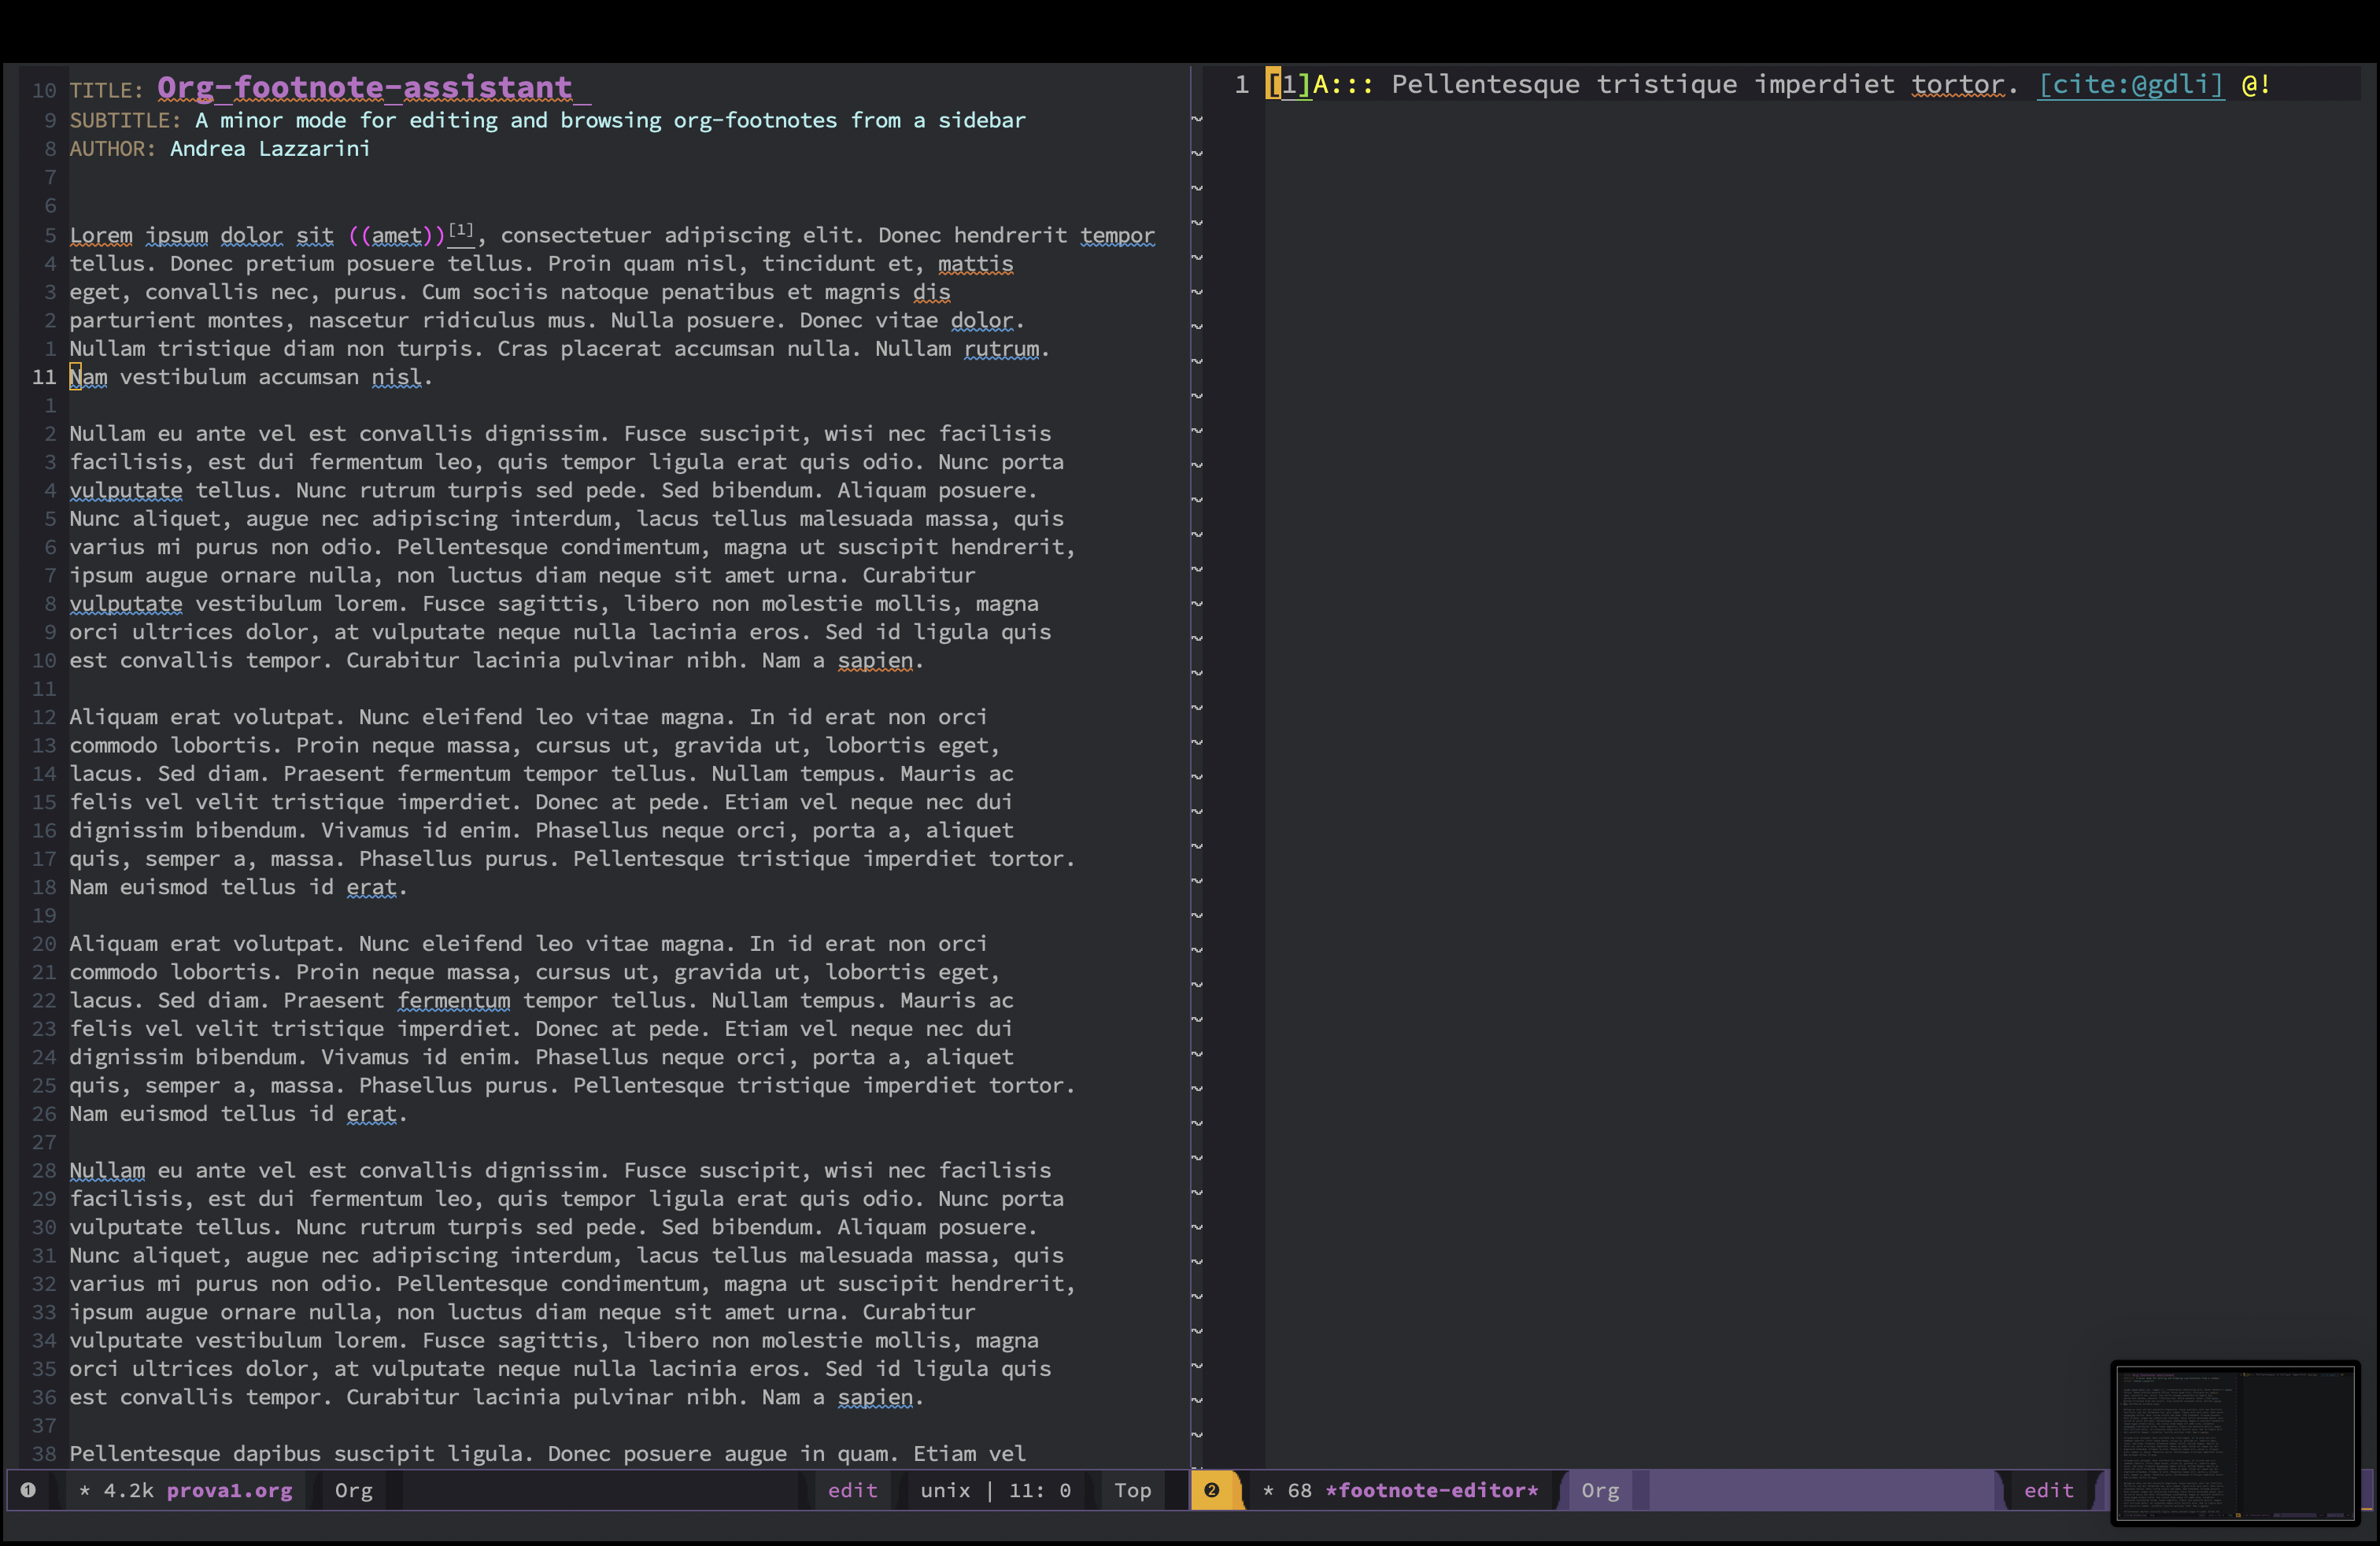 10 TITLE: Org-footnote-assistant_
9 SUBTITLE: A minor mode for editing and browsing org-footnotes from a sidebar
8 AUTHOR: Andrea Lazzarini
7
6
5 Lorem ipsum dolor sit ((amet))[1], consectetuer adipiscing elit. Donec hendrerit tempor
4 tellus. Donec pretium posuere tellus. Proin quam nisl, tincidunt et, mattis
3 eget, convallis nec, purus. Cum sociis natoque penatibus et magnis dis
2 parturient montes, nascetur ridiculus mus. Nulla posuere. Donec vitae dolor.
1 Nullam tristique diam non turpis. Cras placerat accumsan nulla. Nullam rutrum.
11 Nam vestibulum accumsan nisl.
1
2 Nullam eu ante vel est convallis dignissim. Fusce suscipit, wisi nec facilisis
3 facilisis, est dui fermentum leo, quis tempor ligula erat quis odio. Nunc porta
4 vulputate tellus. Nunc rutrum turpis sed pede. Sed bibendum. Aliquam posuere.
5 Nunc aliquet, augue nec adipiscing interdum, lacus tellus malesuada massa, quis
6 varius mi purus non odio. Pellentesque condimentum, magna ut suscipit hendrerit,
7 ipsum augue ornare nulla, non luctus diam neque sit amet urna. Curabitur
8 vulputate vestibulum lorem. Fusce sagittis, libero non molestie mollis, magna
9 orci ultrices dolor, at vulputate neque nulla lacinia eros. Sed id ligula quis
10 est convallis tempor. Curabitur lacinia pulvinar nibh. Nam a sapien.
11
12 Aliquam erat volutpat. Nunc eleifend leo vitae magna. In id erat non orci
13 commodo lobortis. Proin neque massa, cursus ut, gravida ut, lobortis eget,
14 lacus. Sed diam. Praesent fermentum tempor tellus. Nullam tempus. Mauris ac
15 felis vel velit tristique imperdiet. Donec at pede. Etiam vel neque nec dui
16 dignissim bibendum. Vivamus id enim. Phasellus neque orci, porta a, aliquet
17 quis, semper a, massa. Phasellus purus. Pellentesque tristique imperdiet tortor.
18 Nam euismod tellus id erat.
19
20 Aliquam erat volutpat. Nunc eleifend leo vitae magna. In id erat non orci
21 commodo lobortis. Proin neque massa, cursus ut, gravida ut, lobortis eget,
22 lacus. Sed diam. Praesent fermentum tempor tellus. Nullam tempus. Mauris ac
23 felis vel velit tristique imperdiet. Donec at pede. Etiam vel neque nec dui
24 dignissim bibendum. Vivamus id enim. Phasellus neque orci, porta a, aliquet
25 quis, semper a, massa. Phasellus purus. Pellentesque tristique imperdiet tortor.
26 Nam euismod tellus id erat.
27
28 Nullam eu ante vel est convallis dignissim. Fusce suscipit, wisi nec facilisis
29 facilisis, est dui fermentum leo, quis tempor ligula erat quis odio. Nunc porta
30 vulputate tellus. Nunc rutrum turpis sed pede. Sed bibendum. Aliquam posuere.
31 Nunc aliquet, augue nec adipiscing interdum, lacus tellus malesuada massa, quis
32 varius mi purus non odio. Pellentesque condimentum, magna ut suscipit hendrerit,
33 ipsum augue ornare nulla, non luctus diam neque sit amet urna. Curabitur
34 vulputate vestibulum lorem. Fusce sagittis, libero non molestie mollis, magna
35 orci ultrices dolor, at vulputate neque nulla lacinia eros. Sed id ligula quis
36 est convallis tempor. Curabitur lacinia pulvinar nibh. Nam a sapien.
37
38 Pellentesque dapibus suscipit ligula. Donec posuere augue in quam. Etiam vel
❶ * 4.2k prova1.org Org edit unix | 11: 0 Top
1 [1]A::: Pellentesque tristique imperdiet tortor. [cite:@gdli] @!
❷ * 68 *footnote-editor* Org edit